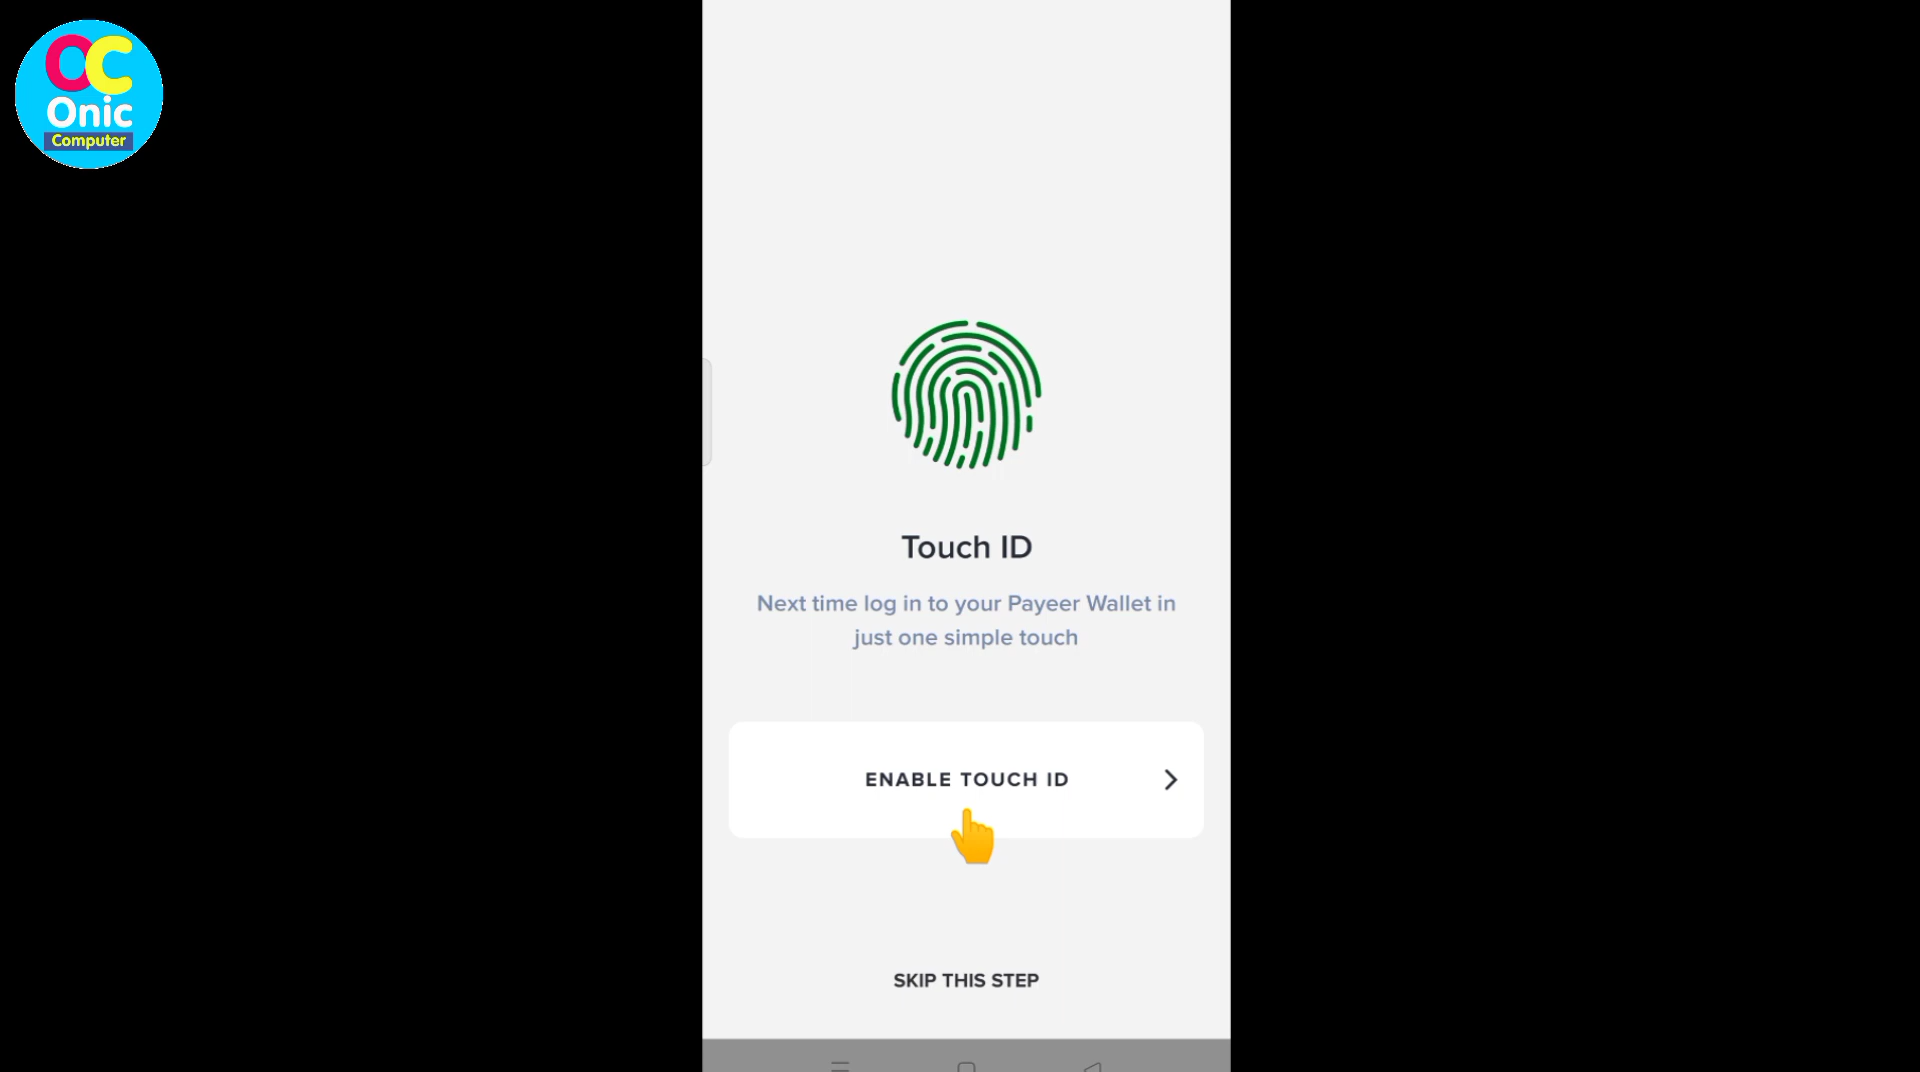 OC
Onic
Computer
Touch ID
Next time log in to your Payeer Wallet in
just one simple touch
ENABLE TOUCH ID
SKIP THIS STEP